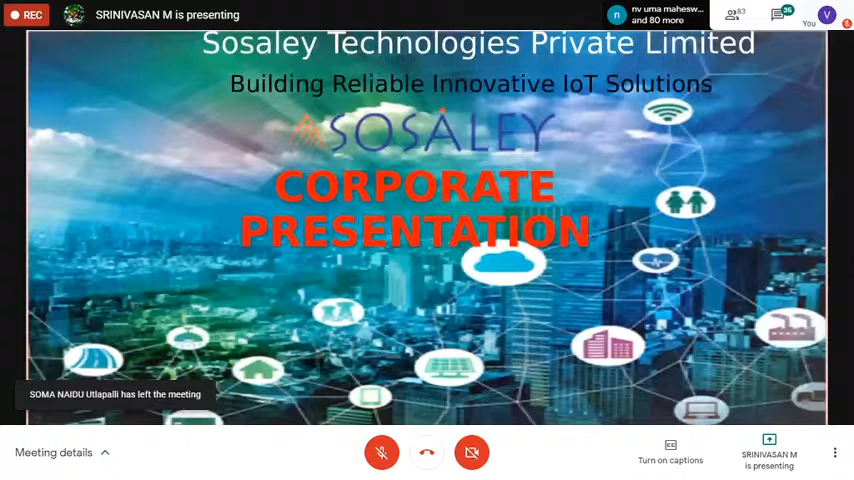 REC
SRINIVASAN M is presenting
n
nv uma mahesw...
and 80 more
83
35
You
V
Sosaley Technologies Private Limited
Building Reliable Innovative IoT Solutions
SOSALEY
CORPORATE
PRESENTATION
SOMA NAIDU Utlapalli has left the meeting
Meeting details
Turn on captions
SRINIVASAN M
is presenting